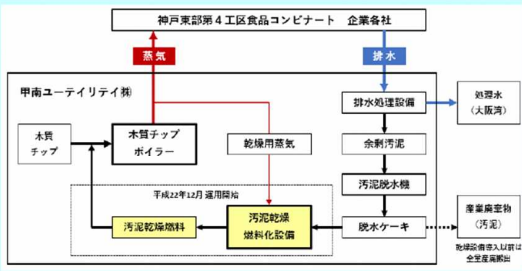 神戸東部第４工区食品コンビナート　企業各社
蒸気
排水
甲南ユーテイリテイ㈱
木質
チップ
木質チップ
ボイラー
乾燥用蒸気
排水処理設備
処理水
（大阪湾）
余剰汚泥
汚泥脱水機
平成22年12月 運用開始
汚泥乾燥燃料
汚泥乾燥
燃料化設備
脱水ケーキ
産業廃棄物
（汚泥）
乾燥設備導入以前は
全量産廃搬出